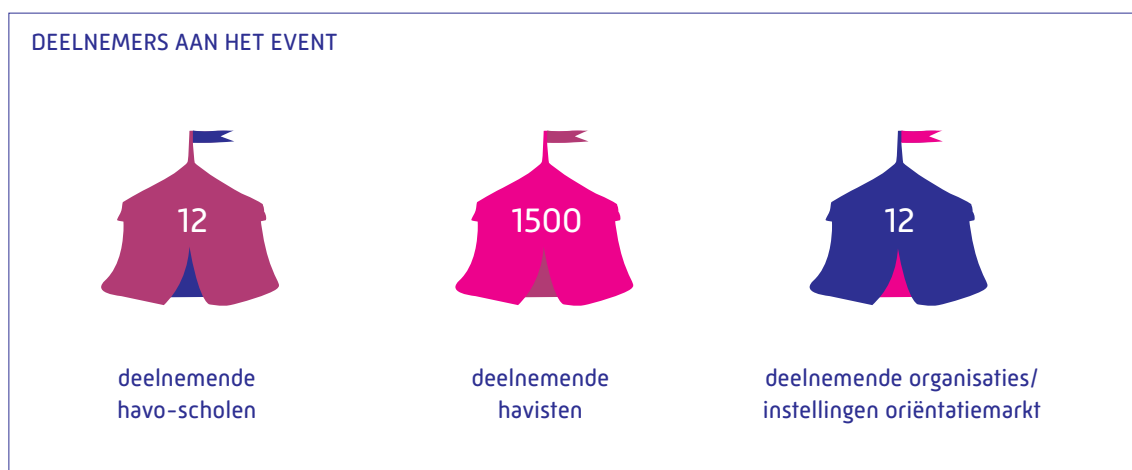 DEELNEMERS AAN HET EVENT
12
1500
12
deelnemende
havo-scholen
deelnemende
havisten
deelnemende organisaties/
instellingen oriëntatiemarkt